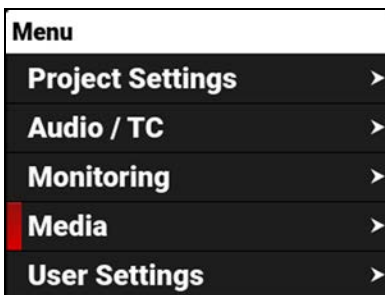 Menu
Project Settings
Audio / TC
Monitoring
Media
User Settings